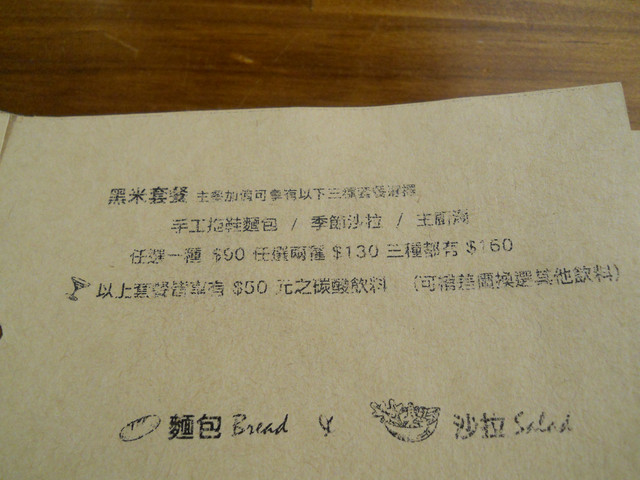 黑米套餐 主餐加價可享有以下三種套餐選擇
手工拖鞋麵包 / 季節沙拉 / 主廚湯
任選一種 $90 任選兩種 $130 三種都有 $160
以上套餐皆享有 $50 元之碳酸飲料 (可補差價換選其他飲料)
麵包 Bread & 沙拉 Salad